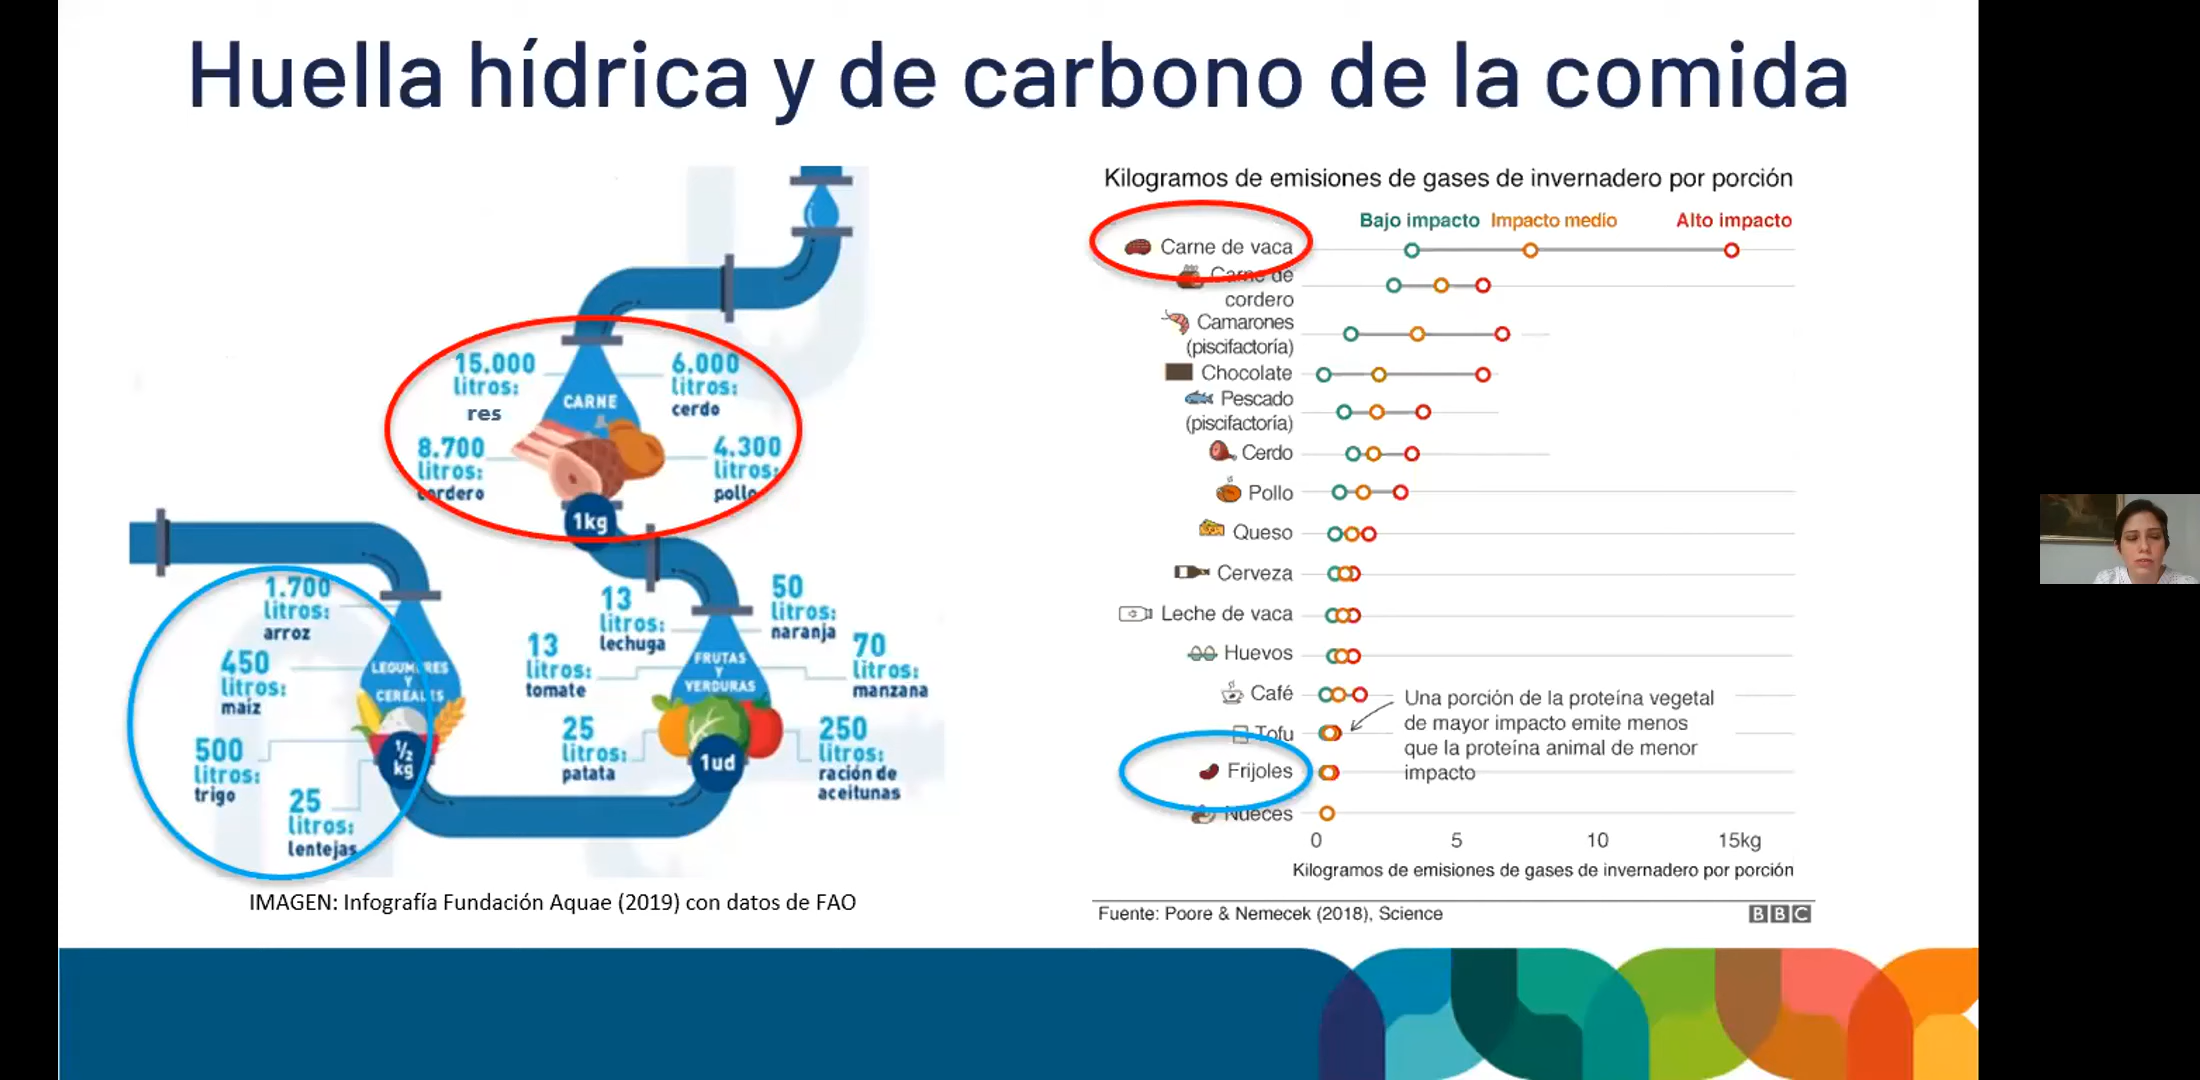 Huella hídrica y de carbono de la comida
15.000
litros:
res
6.000
litros:
cerdo
CARNE
8.700
litros:
cordero
4.300
litros:
pollo
1kg
1.700
litros:
arroz
450
litros:
maíz
500
litros:
trigo
25
litros:
lentejas
LEGUMBRES
Y
CEREALES
½
kg
13
litros:
lechuga
50
litros:
naranja
13
litros:
tomate
70
litros:
manzana
FRUTAS
Y
VERDURAS
25
litros:
patata
250
litros:
ración de
aceitunas
1ud
IMAGEN: Infografía Fundación Aquae (2019) con datos de FAO
Kilogramos de emisiones de gases de invernadero por porción
Bajo impacto Impacto medio Alto impacto
Carne de vaca
Carne de
cordero
Camarones
(piscifactoría)
Chocolate
Pescado
(piscifactoría)
Cerdo
Pollo
Queso
Cerveza
Leche de vaca
Huevos
Café
Tofu
Frijoles
Nueces
Una porción de la proteína vegetal
de mayor impacto emite menos
que la proteína animal de menor
impacto
0 5 10 15kg
Kilogramos de emisiones de gases de invernadero por porción
Fuente: Poore & Nemecek (2018), Science
BBC